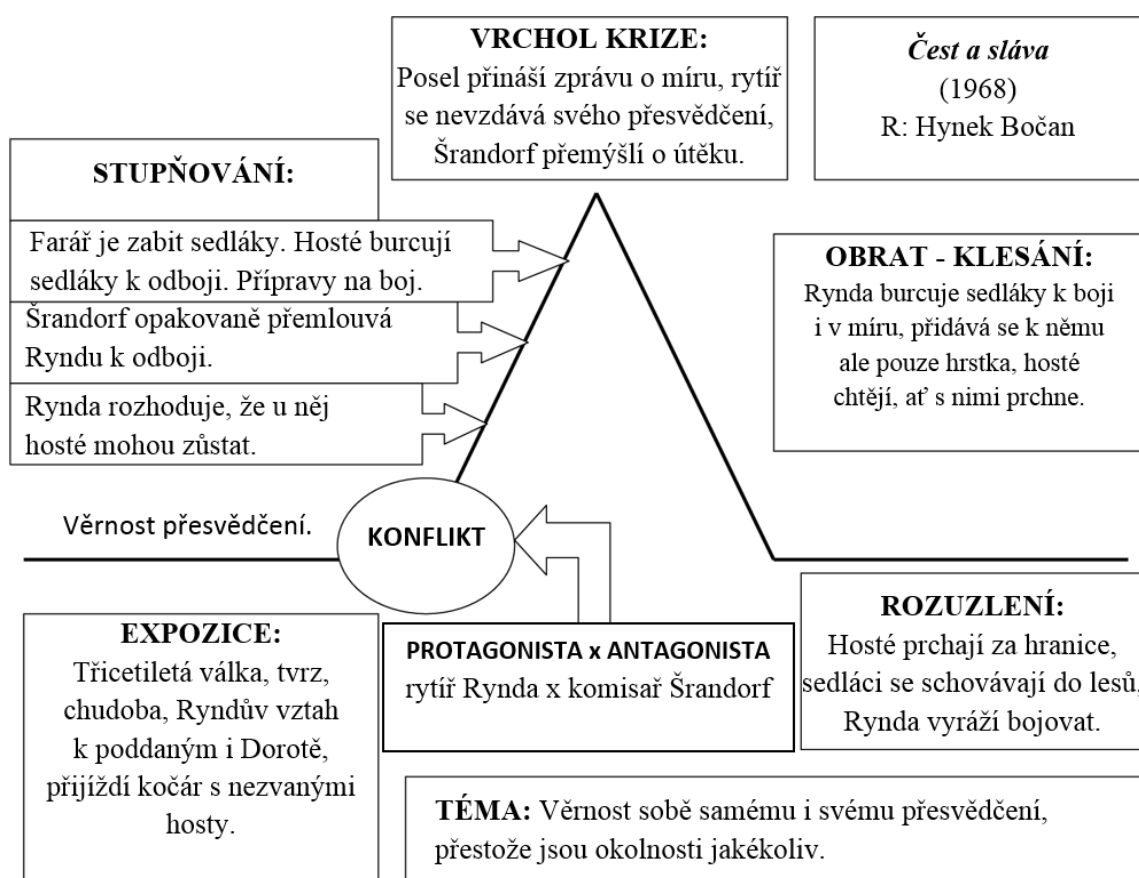 VRCHOL KRIZE:
Posel přináší zprávu o míru, rytíř
se nevzdává svého přesvědčení,
Šrandorf přemýšlí o útěku.
Čest a sláva
(1968)
R: Hynek Bočan
STUPŇOVÁNÍ:
Farář je zabit sedláky. Hosté burcují
sedláky k odboji. Přípravy na boj.
Šrandorf opakovaně přemlouvá
Ryndu k odboji.
Rynda rozhoduje, že u něj
hosté mohou zůstat.
OBRAT - KLESÁNÍ:
Rynda burcuje sedláky k boji
i v míru, přidává se k němu
ale pouze hrstka, hosté
chtějí, ať s nimi prchne.
Věrnost přesvědčení.
KONFLIKT
EXPOZICE:
Třicetiletá válka, tvrz,
chudoba, Ryndův vztah
k poddaným i Dorotě,
přijíždí kočár s nezvanými
hosty.
PROTAGONISTA x ANTAGONISTA
rytíř Rynda x komisař Šrandorf
ROZUZLENÍ:
Hosté prchají za hranice,
sedláci se schovávají do lesů,
Rynda vyráží bojovat.
TÉMA: Věrnost sobě samému i svému přesvědčení,
přestože jsou okolnosti jakékoliv.